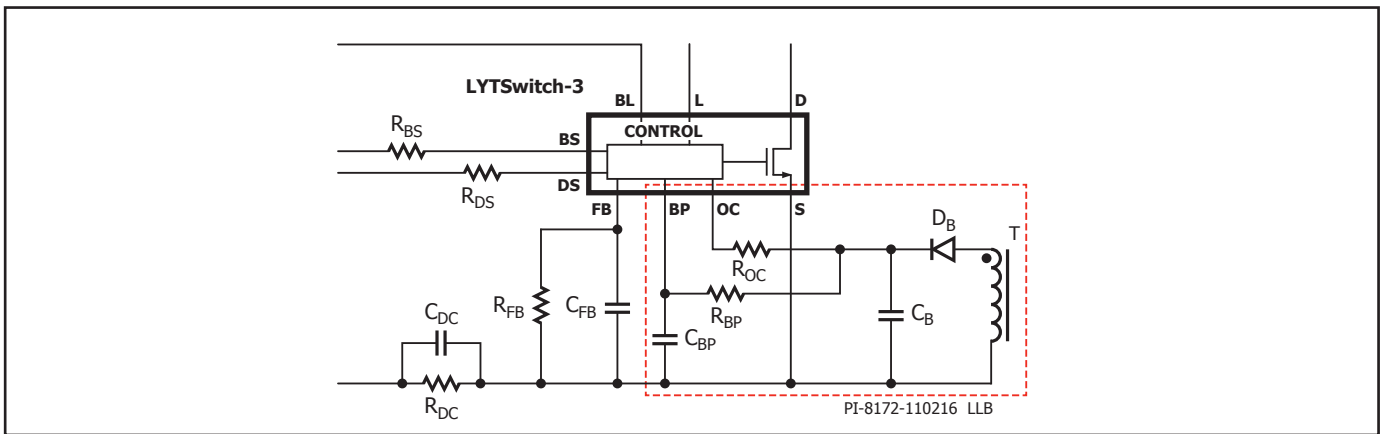 LYTSwitch-3
BL
L
D
CONTROL
R_BS
BS
R_DS
DS
FB
BP
OC
S
D_B
T
R_OC
R_FB
C_FB
R_BP
C_B
C_DC
C_BP
R_DC
PI-8172-110216 LLB